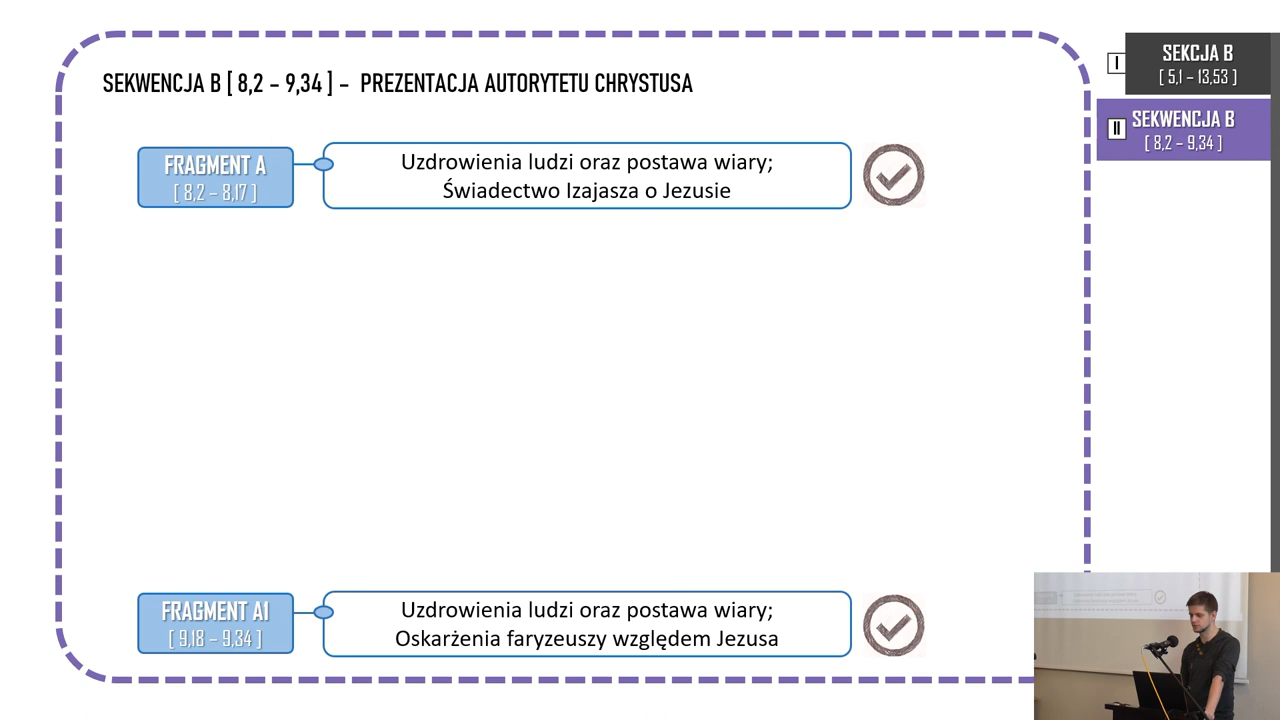 SEKWENCJA B [ 8,2 – 9,34 ] – PREZENTACJA AUTORYTETU CHRYSTUSA
FRAGMENT A
[ 8,2 – 8,17 ]
Uzdrowienia ludzi oraz postawa wiary;
Świadectwo Izajasza o Jezusie
FRAGMENT A1
[ 9,18 – 9,34 ]
Uzdrowienia ludzi oraz postawa wiary;
Oskarżenia faryzeuszy względem Jezusa
I
SEKCJA B
[ 5,1 – 13,53 ]
II
SEKWENCJA B
[ 8,2 – 9,34 ]